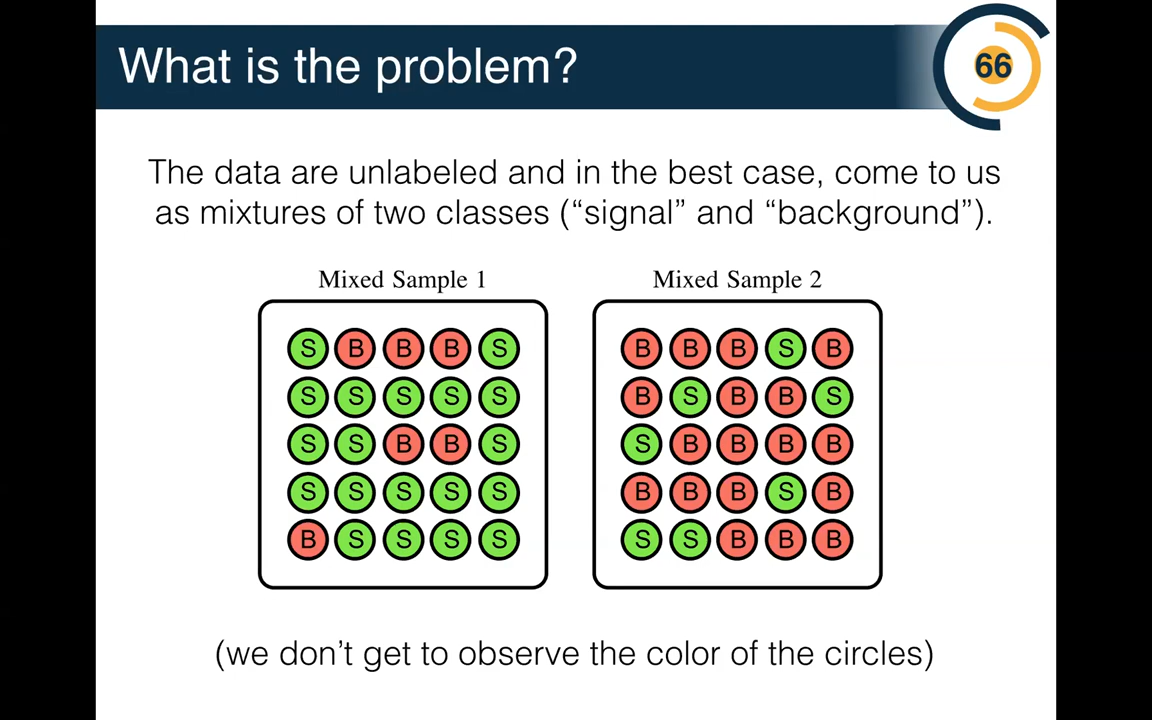 What is the problem?
66
The data are unlabeled and in the best case, come to us
as mixtures of two classes (“signal” and “background”).
Mixed Sample 1
S B B B S
S S S S S
S S B B S
S S S S S
B S S S S
Mixed Sample 2
B B B S B
B S B B S
S B B B B
B B B S B
S S B B B
(we don’t get to observe the color of the circles)